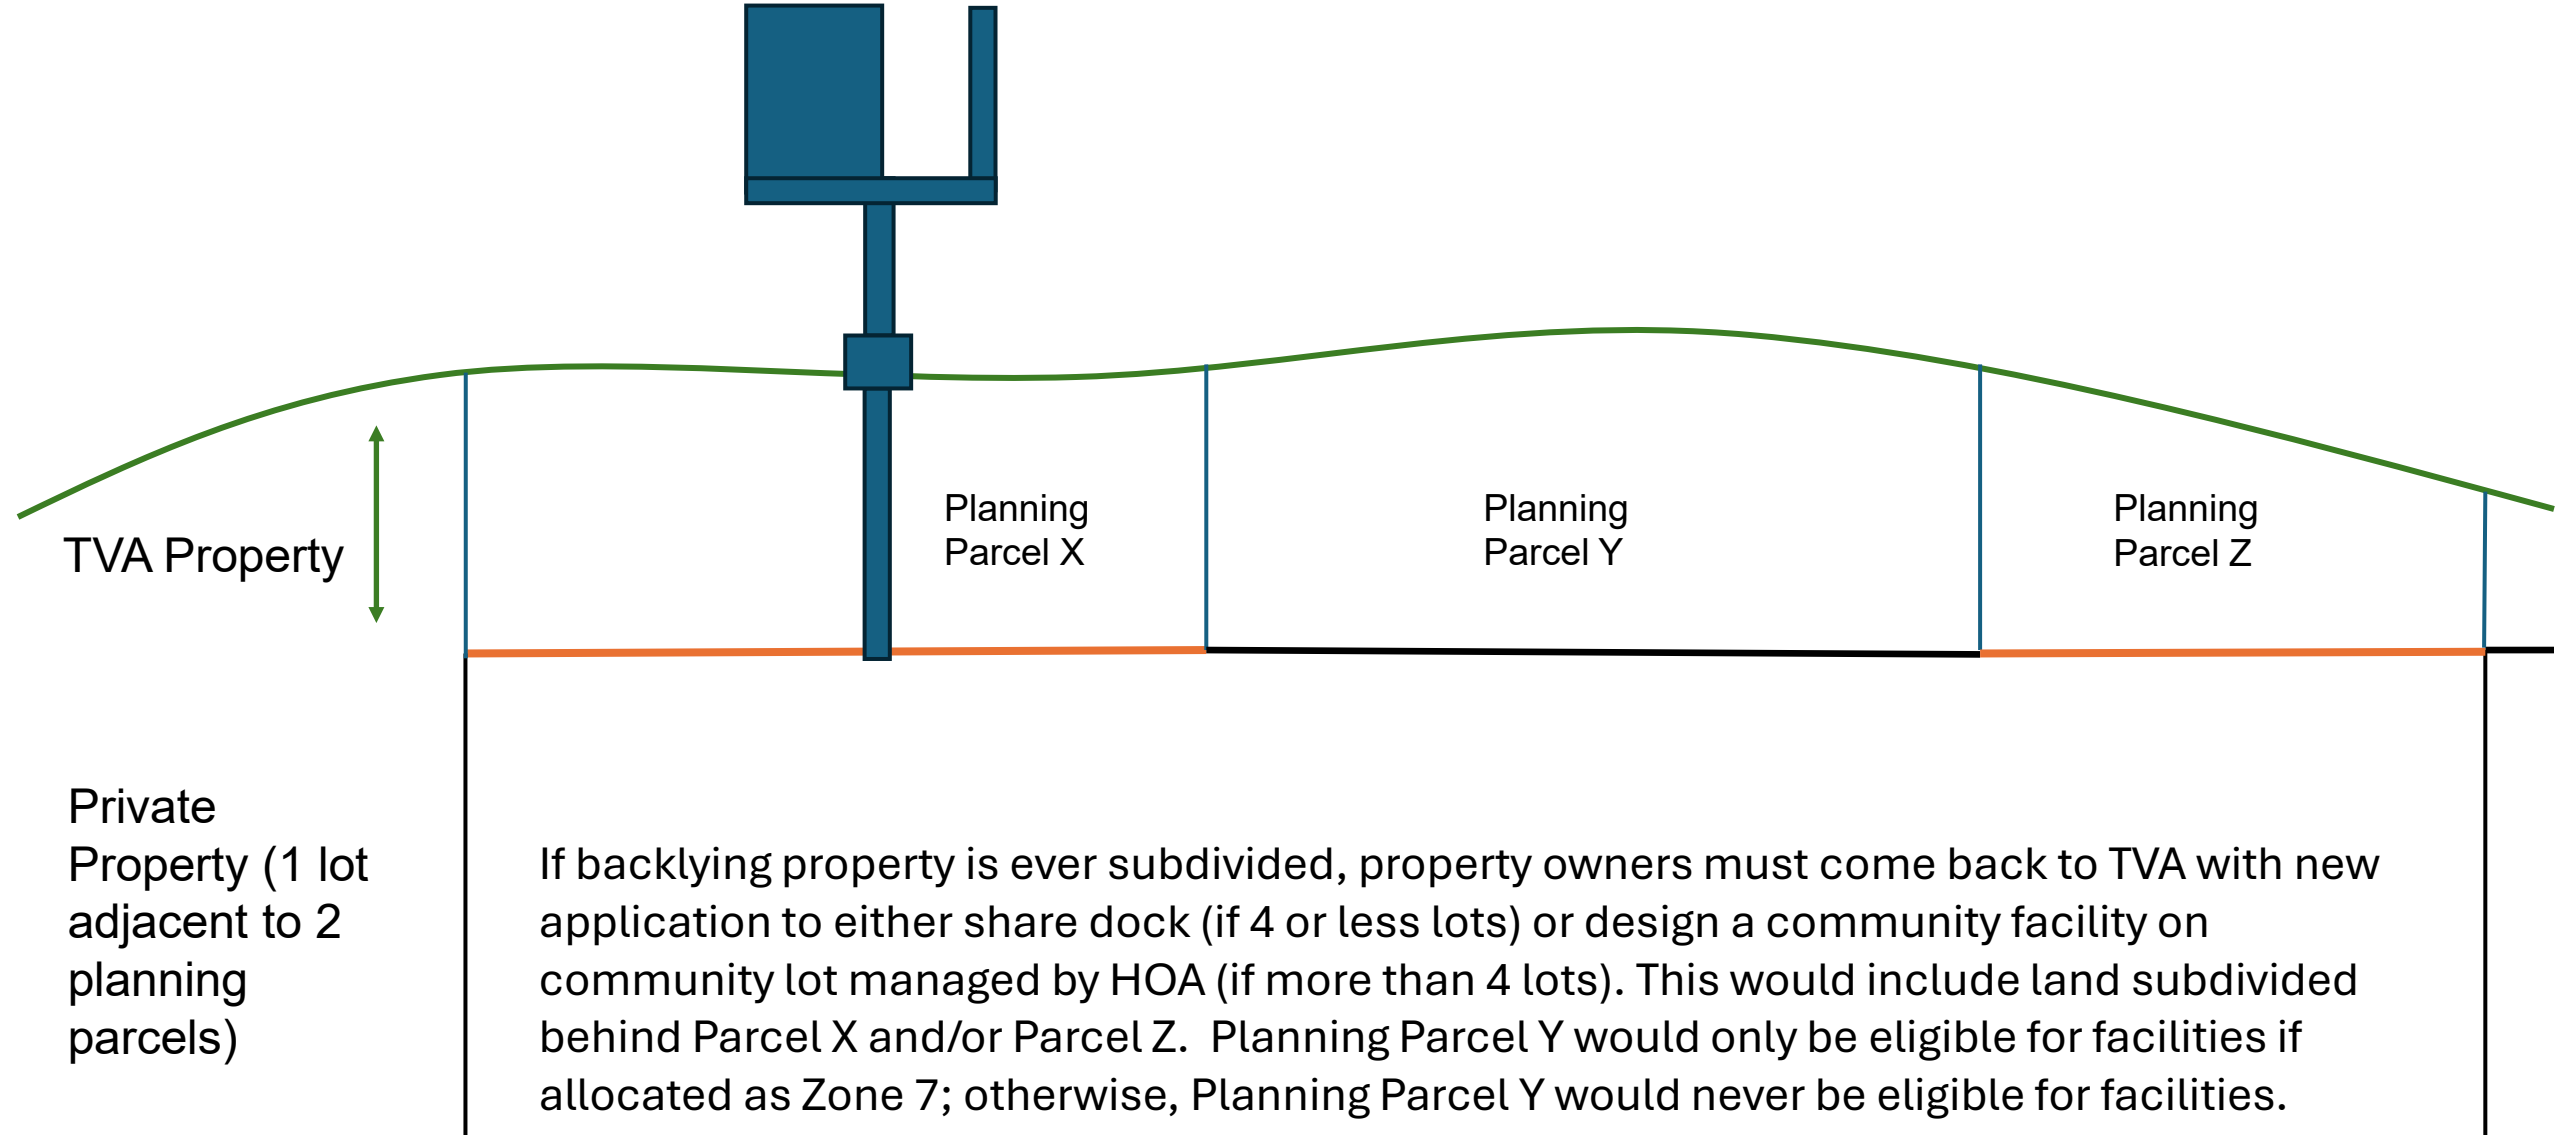 Planning
Parcel X
Planning
Parcel Y
Planning
Parcel Z
TVA Property
Private
Property (1 lot
adjacent to 2
planning
parcels)
If backlying property is ever subdivided, property owners must come back to TVA with new
application to either share dock (if 4 or less lots) or design a community facility on
community lot managed by HOA (if more than 4 lots). This would include land subdivided
behind Parcel X and/or Parcel Z.  Planning Parcel Y would only be eligible for facilities if
allocated as Zone 7; otherwise, Planning Parcel Y would never be eligible for facilities.